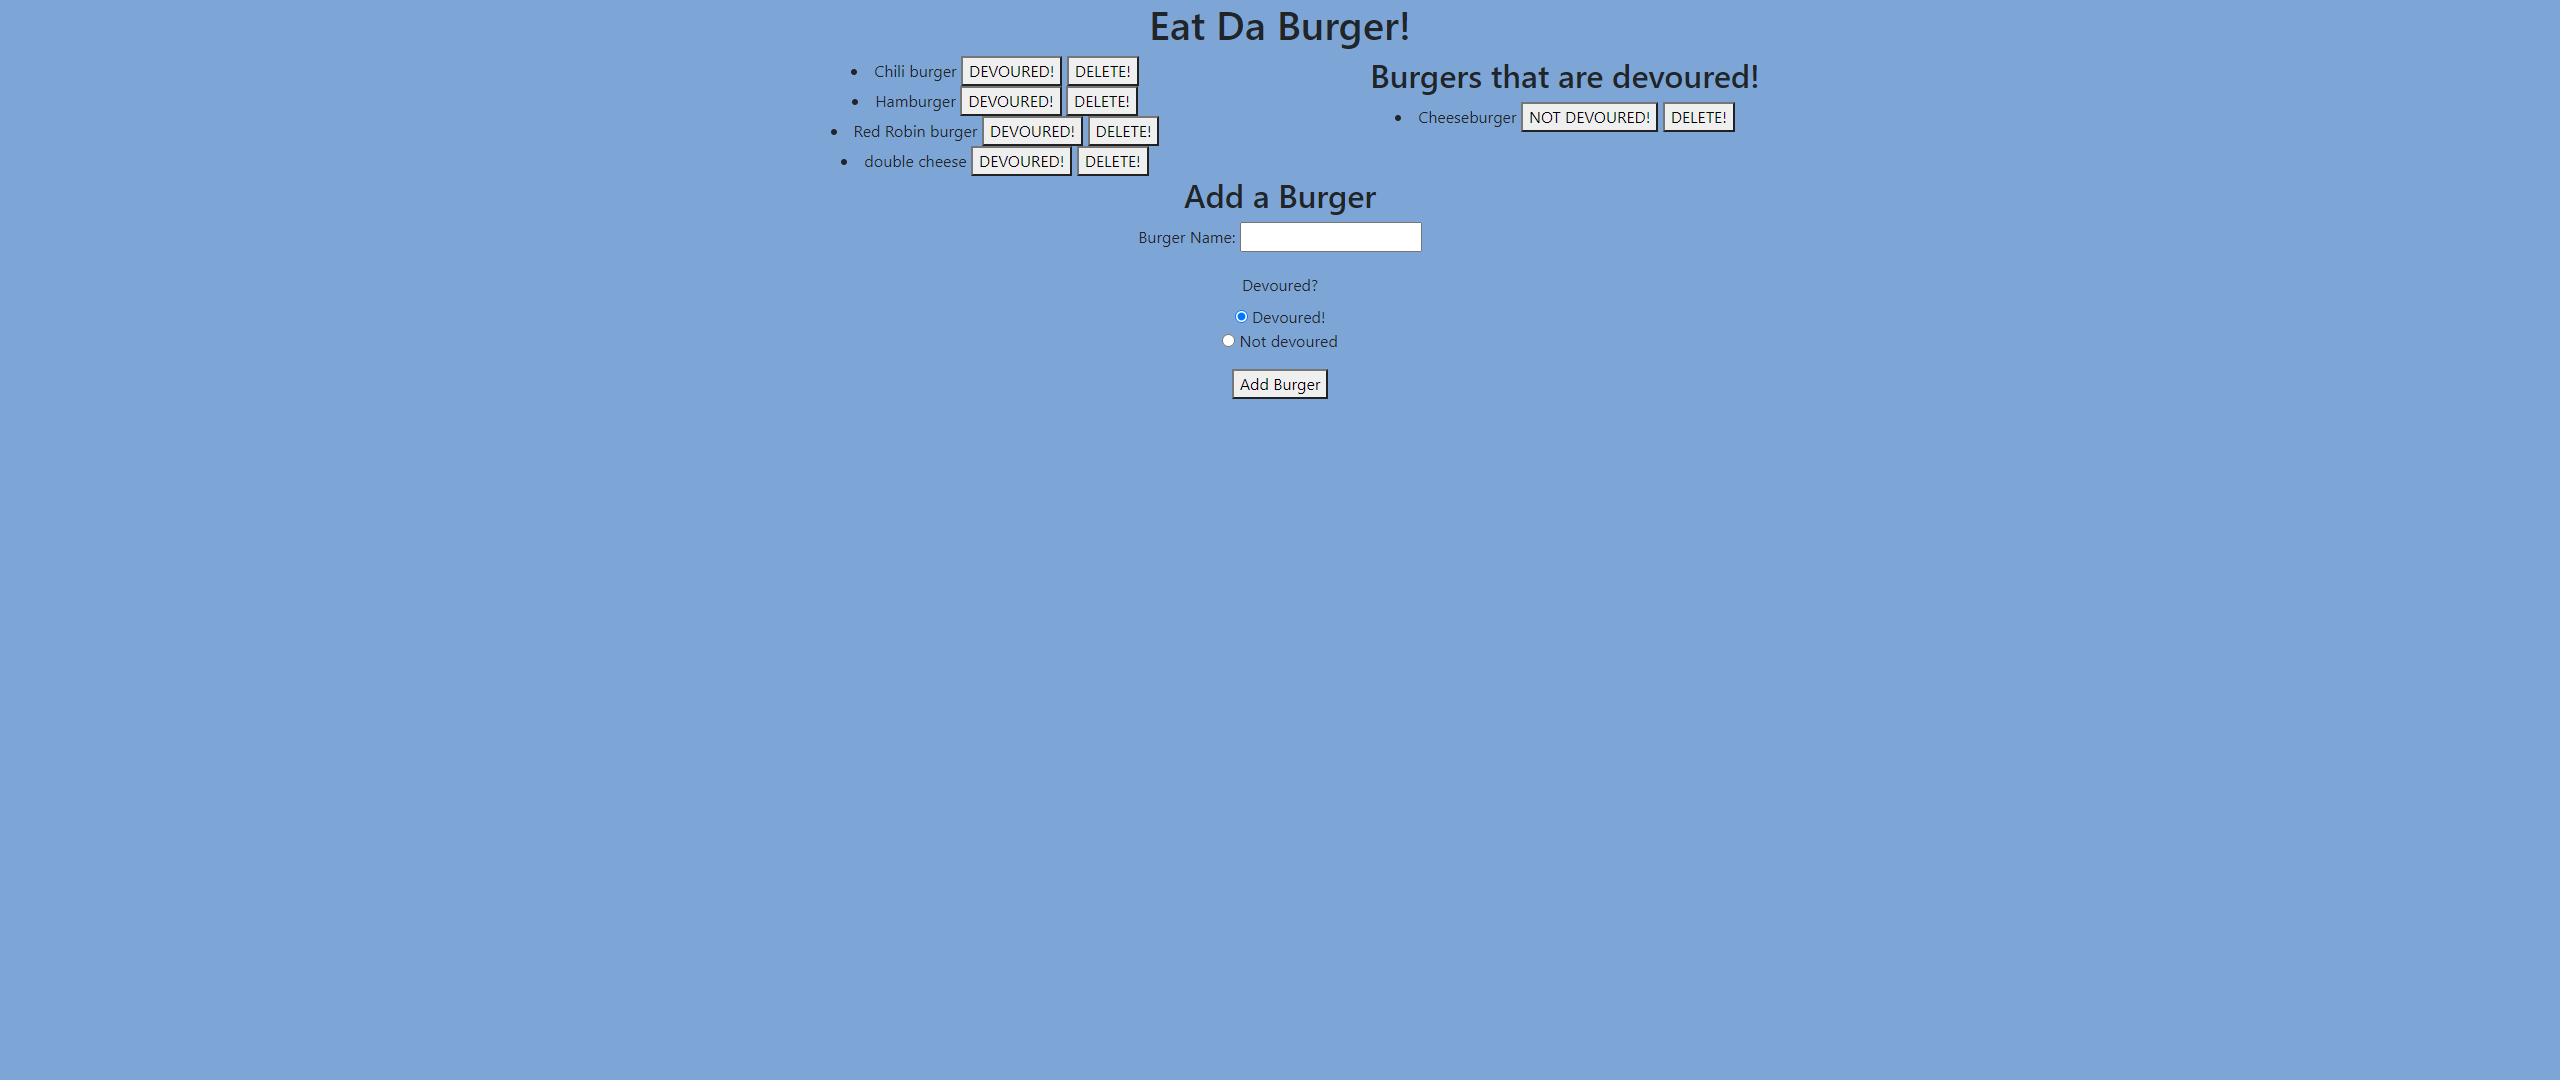 Eat Da Burger!
Chili burger DEVOURED! DELETE!
Hamburger DEVOURED! DELETE!
Red Robin burger DEVOURED! DELETE!
double cheese DEVOURED! DELETE!
Burgers that are devoured!
Cheeseburger NOT DEVOURED! DELETE!
Add a Burger
Burger Name:
Devoured?
Devoured!
Not devoured
Add Burger